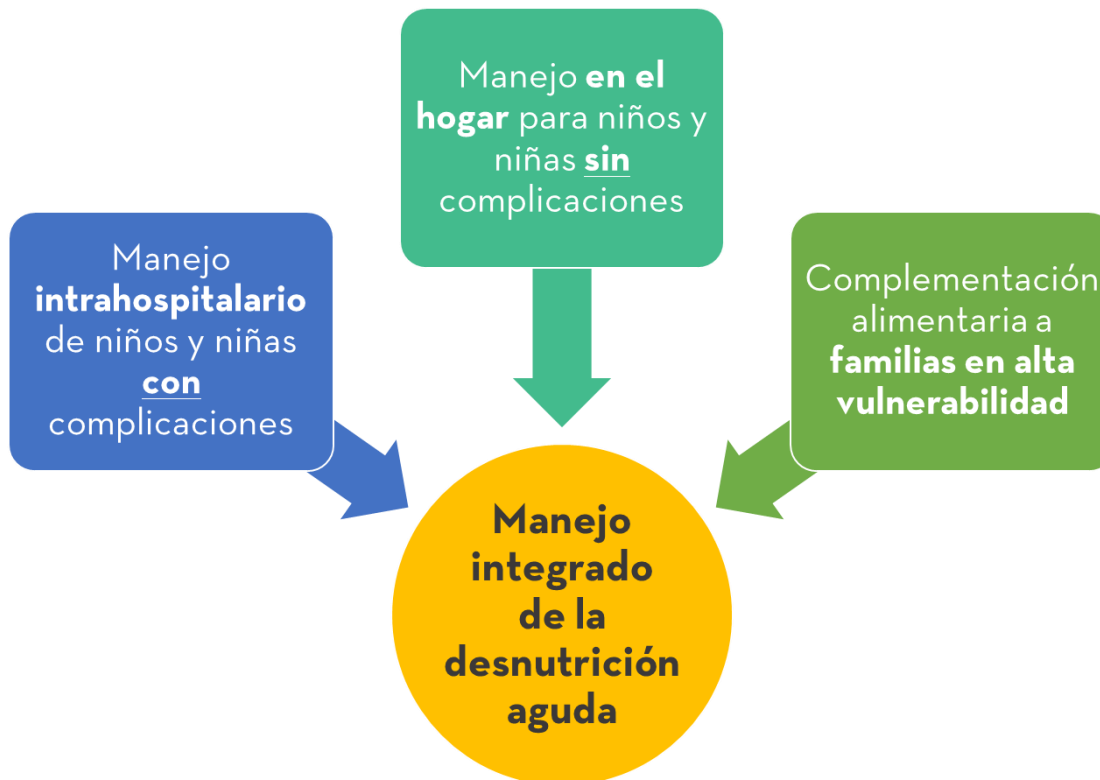 Manejo
intrahospitalario
de niños y niñas
con
complicaciones
Manejo en el
hogar para niños y
niñas sin
complicaciones
Complementación
alimentaria a
familias en alta
vulnerabilidad
Manejo
integrado
de la
desnutrición
aguda